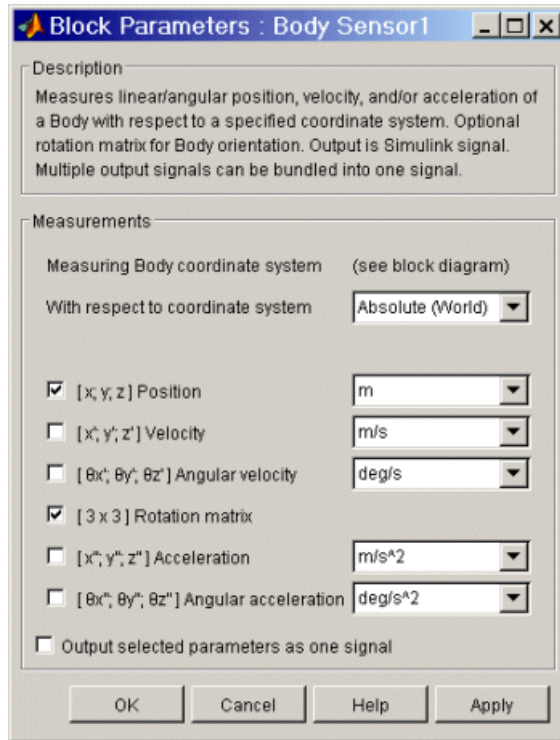 Block Parameters : Body Sensor1
Description
Measures linear/angular position, velocity, and/or acceleration of
a Body with respect to a specified coordinate system. Optional
rotation matrix for Body orientation. Output is Simulink signal.
Multiple output signals can be bundled into one signal.
Measurements
Measuring Body coordinate system (see block diagram)
With respect to coordinate system Absolute (World)
[ x; y; z ] Position m
[ x'; y'; z' ] Velocity m/s
[ θx'; θy'; θz' ] Angular velocity deg/s
[ 3 x 3 ] Rotation matrix
[ x''; y''; z'' ] Acceleration m/s^2
[ θx''; θy''; θz'' ] Angular acceleration deg/s^2
Output selected parameters as one signal
OK Cancel Help Apply